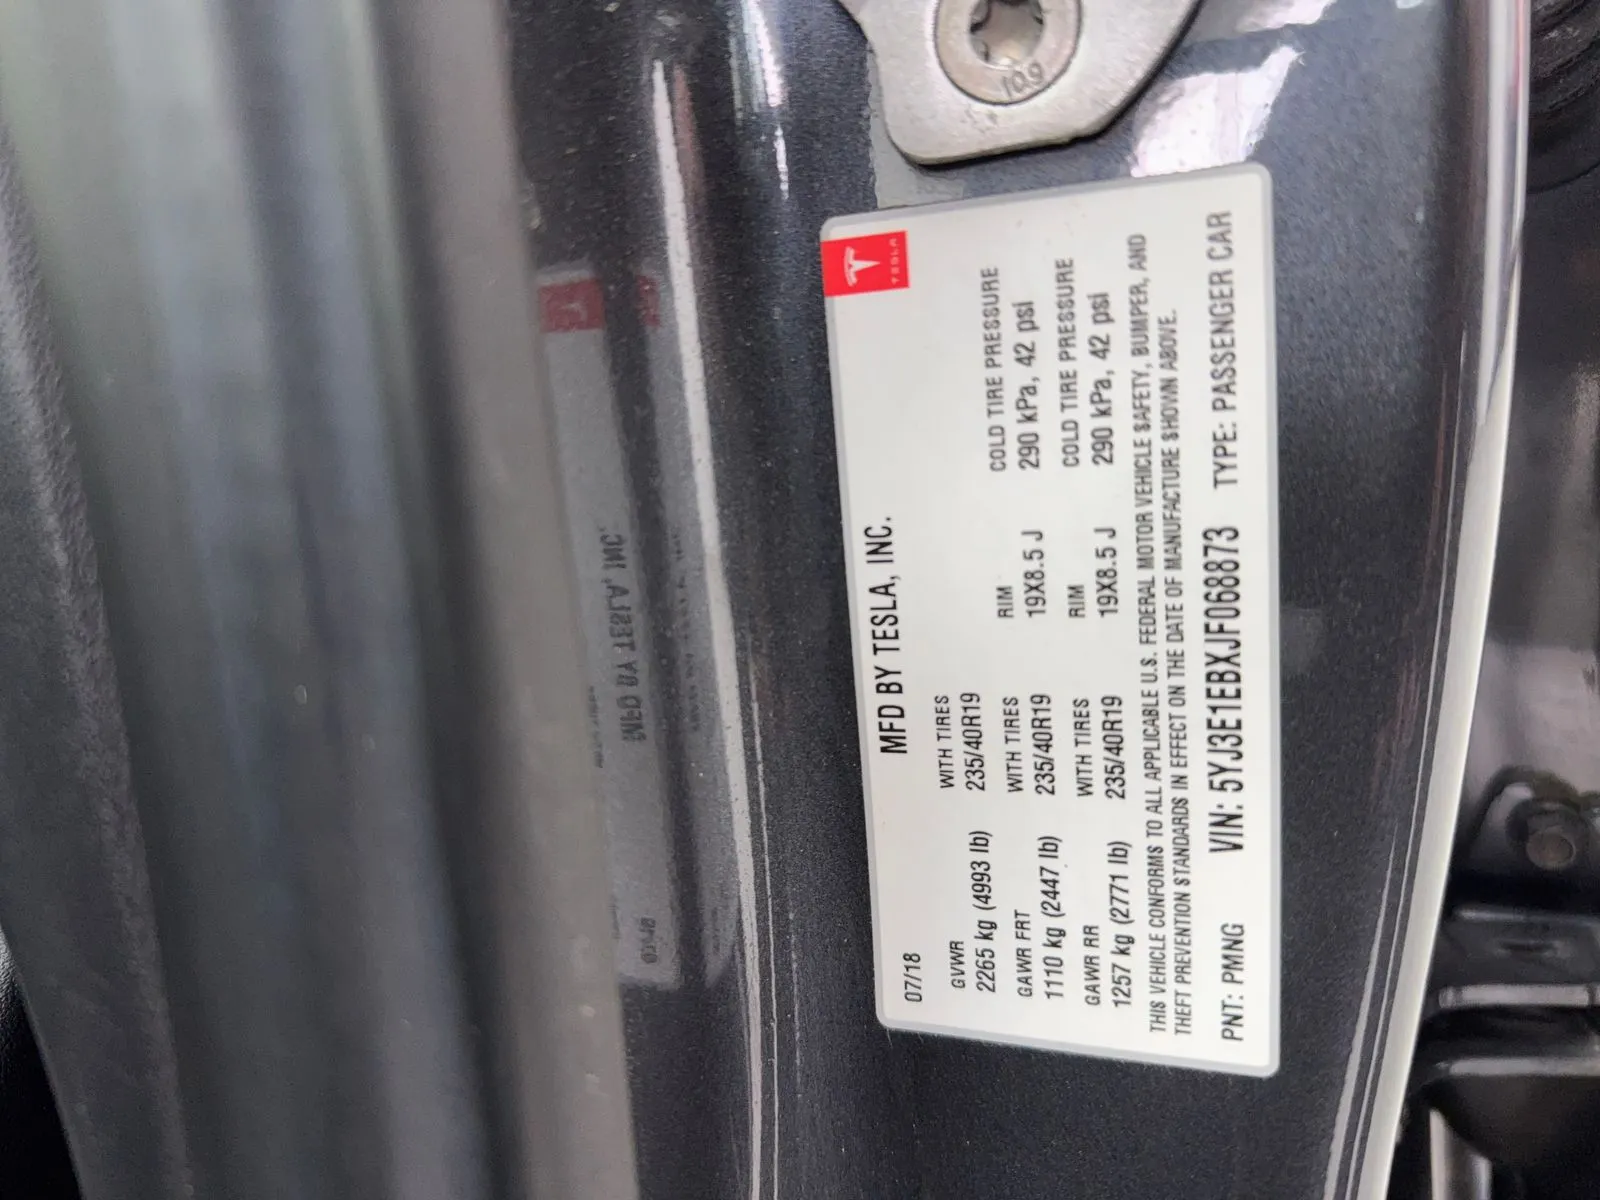 10.9
TESLA
MFD BY TESLA, INC.
07/18
GVWR WITH TIRES
2265 kg (4993 lb) 235/40R19
GAWR FRT WITH TIRES RIM COLD TIRE PRESSURE
1110 kg (2447 lb) 235/40R19 19X8.5 J 290 kPa, 42 psi
GAWR RR WITH TIRES RIM COLD TIRE PRESSURE
1257 kg (2771 lb) 235/40R19 19X8.5 J 290 kPa, 42 psi
THIS VEHICLE CONFORMS TO ALL APPLICABLE U.S. FEDERAL MOTOR VEHICLE SAFETY, BUMPER, AND
THEFT PREVENTION STANDARDS IN EFFECT ON THE DATE OF MANUFACTURE SHOWN ABOVE.
PNT: PMNG VIN: 5YJ3E1EBXJF068873 TYPE: PASSENGER CAR